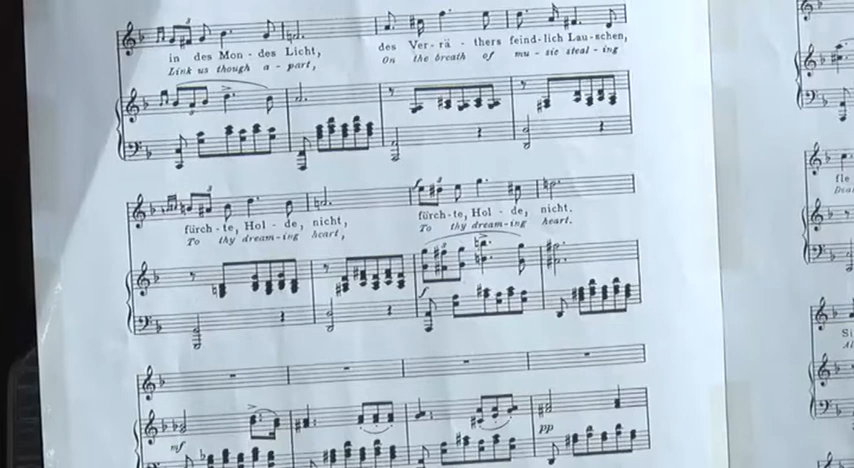 in des Mon - des Licht, des Ver - rä - thers feind-lich Lau - schen,
Link us though a - part, On the breath of mu - sic steal - ing
fürch - te, Hol - de, nicht, fürch - te, Hol - de, nicht.
To thy dream - ing heart, To thy dream - ing heart.
f
f
mf
pp
fle
Si